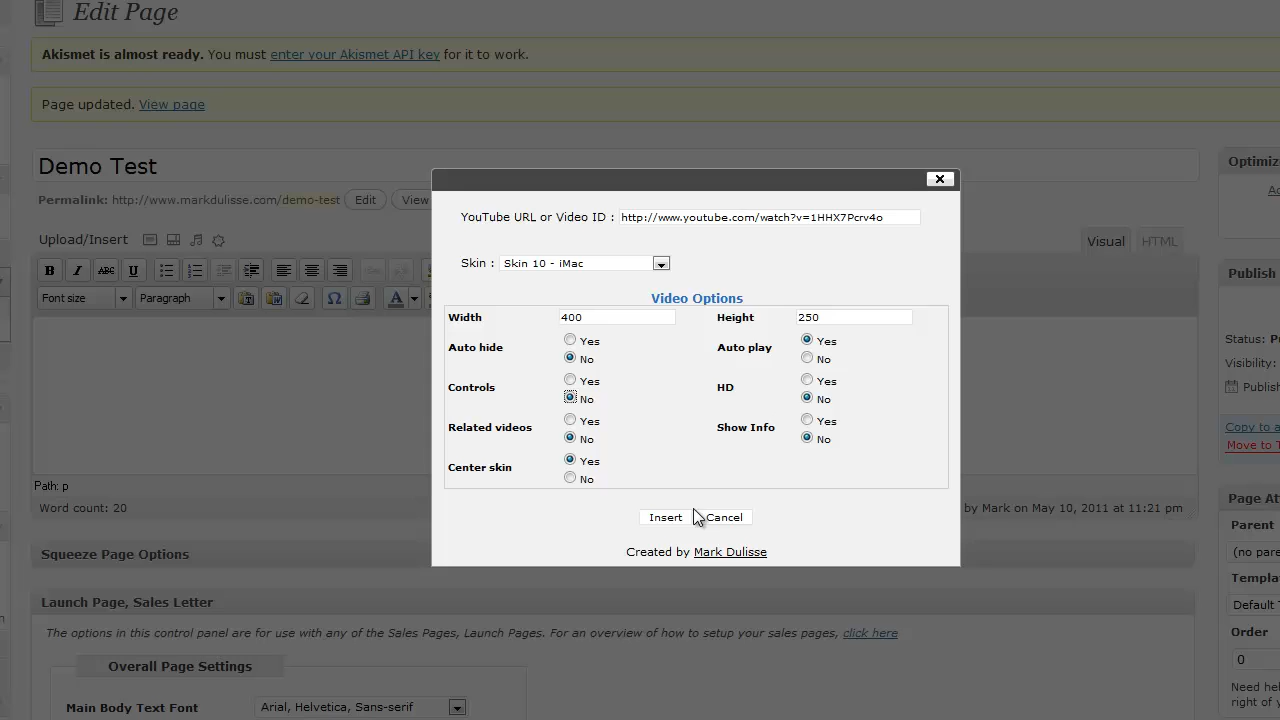 Edit Page
Akismet is almost ready. You must enter your Akismet API key for it to work.
Page updated. View page
Demo Test
Permalink: http://www.markdulisse.com/demo-test Edit View
Upload/Insert
Visual HTML
B I ABC U
Font size Paragraph A
Path: p
Word count: 20
by Mark on May 10, 2011 at 11:21 pm
Squeeze Page Options
Launch Page, Sales Letter
The options in this control panel are for use with any of the Sales Pages, Launch Pages. For an overview of how to setup your sales pages, click here
Overall Page Settings
Main Body Text Font Arial, Helvetica, Sans-serif
YouTube URL or Video ID : http://www.youtube.com/watch?v=1HHX7Pcrv4o
Skin : Skin 10 - iMac
Video Options
Width 400 Height 250
Auto hide Yes No Auto play Yes No
Controls Yes No HD Yes No
Related videos Yes No Show Info Yes No
Center skin Yes No
Insert Cancel
Created by Mark Dulisse
Optimiz
Publish
Status:
Visibility:
Publish
Copy to a
Move to T
Page At
Parent
(no pare
Templa
Default
Order
0
Need hel
right of y